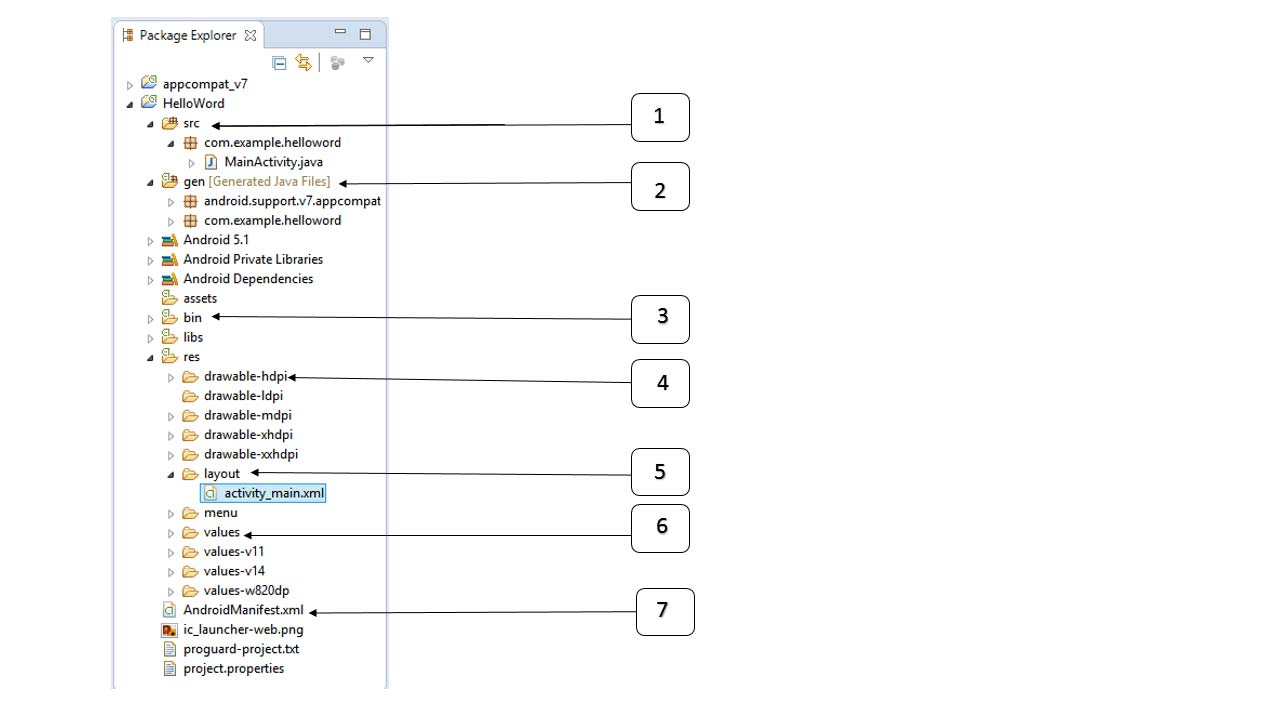 Package Explorer
appcompat_v7
HelloWord
src
1
com.example.helloword
MainActivity.java
gen [Generated Java Files]
2
android.support.v7.appcompat
com.example.helloword
Android 5.1
Android Private Libraries
Android Dependencies
assets
bin
3
libs
res
drawable-hdpi
4
drawable-ldpi
drawable-mdpi
drawable-xhdpi
drawable-xxhdpi
layout
5
activity_main.xml
menu
values
6
values-v11
values-v14
values-w820dp
AndroidManifest.xml
7
ic_launcher-web.png
proguard-project.txt
project.properties